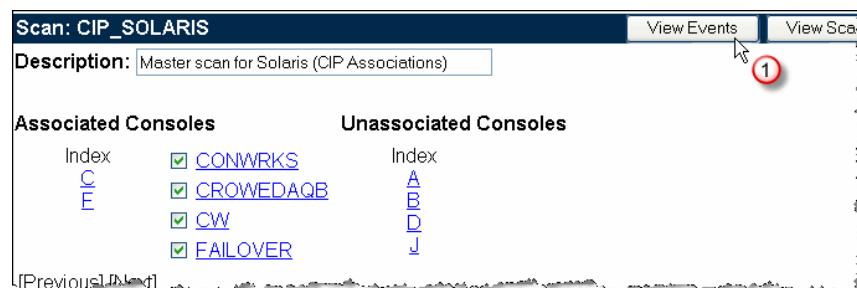 Scan: CIP_SOLARIS View Events View Sca
Description: Master scan for Solaris (CIP Associations)
1
Associated Consoles Unassociated Consoles
Index CONWRKS Index
C CROWEDAQB A
F CW B
FAILOVER D
J
[Previous] [Next]